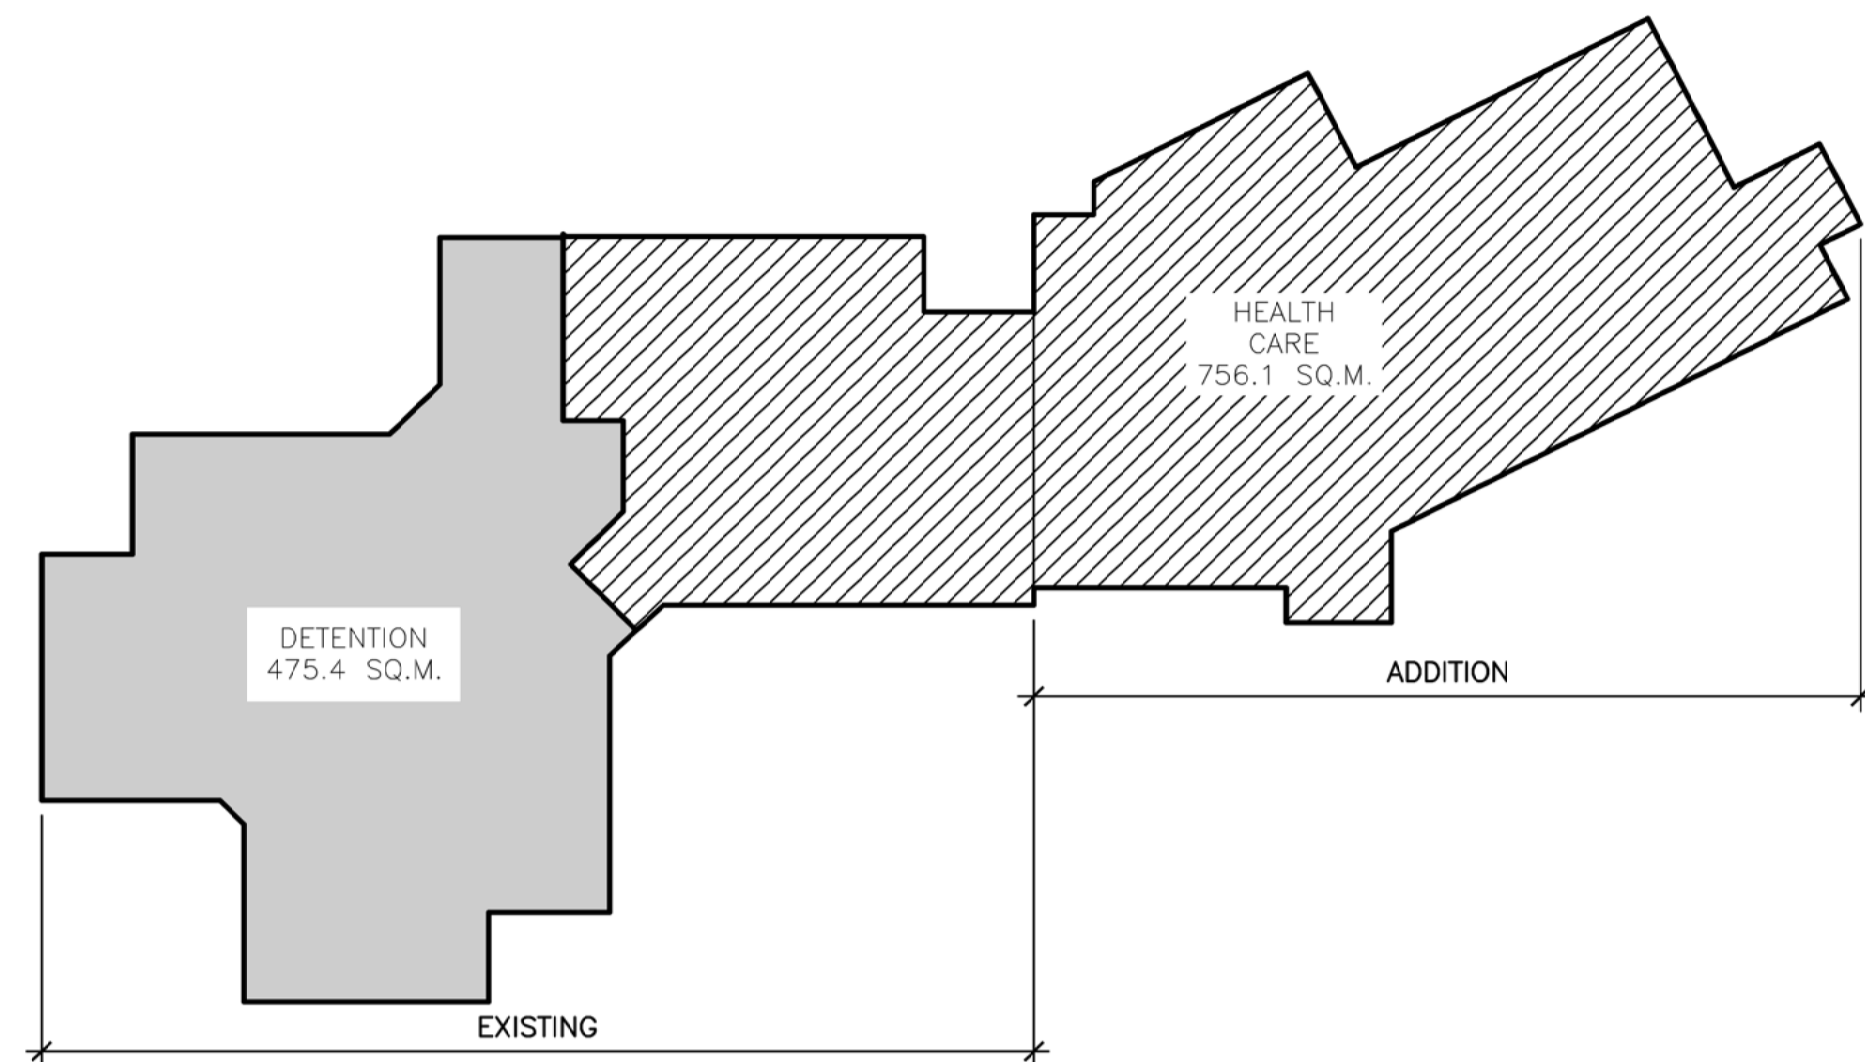 HEALTH
CARE
756.1 SQ.M.
DETENTION
475.4 SQ.M.
ADDITION
EXISTING